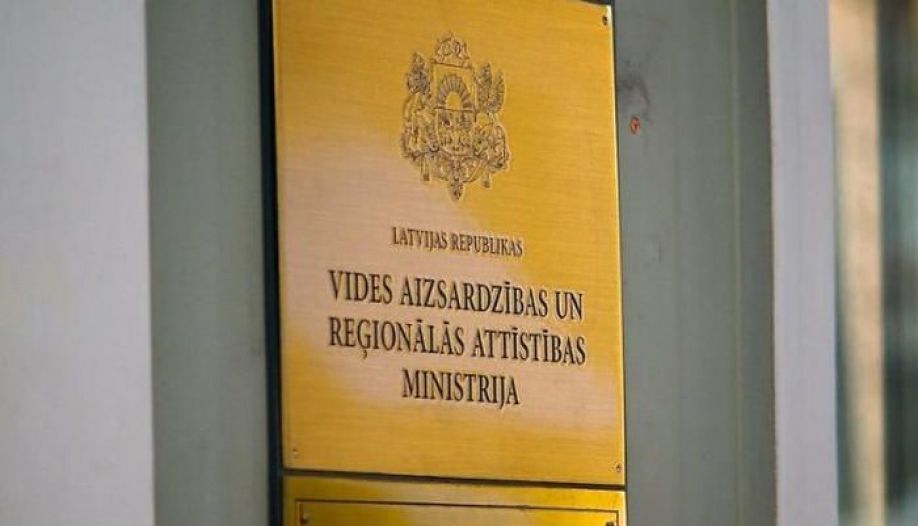 LATVIJAS REPUBLIKAS
VIDES AIZSARDZĪBAS UN
REĢIONĀLĀS ATTĪSTĪBAS
MINISTRIJA